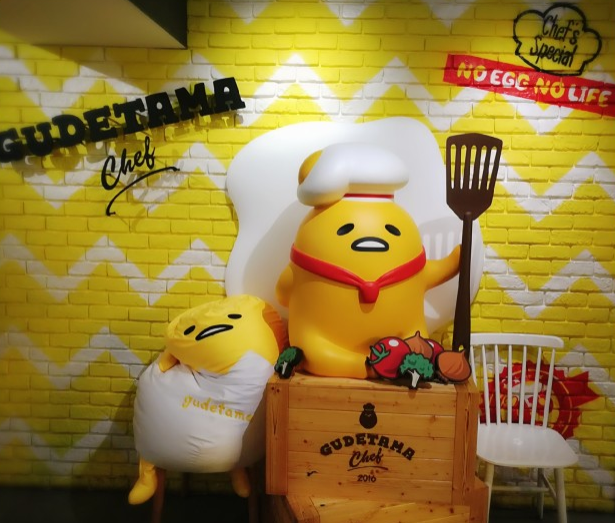 Chef's
Special
NO EGG NO LIFE
GUDETAMA
Chef
gudetama
GUDETAMA
Chef
2016